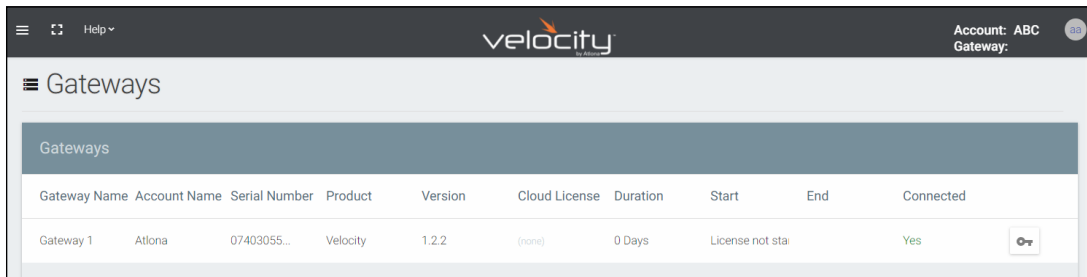 Help
velocity
by Atlona
Account: ABC
Gateway:
aa
Gateways
Gateways
Gateway Name Account Name Serial Number Product Version Cloud License Duration Start End Connected
Gateway 1 Atlona 07403055... Velocity 1.2.2 (none) 0 Days License not sta Yes